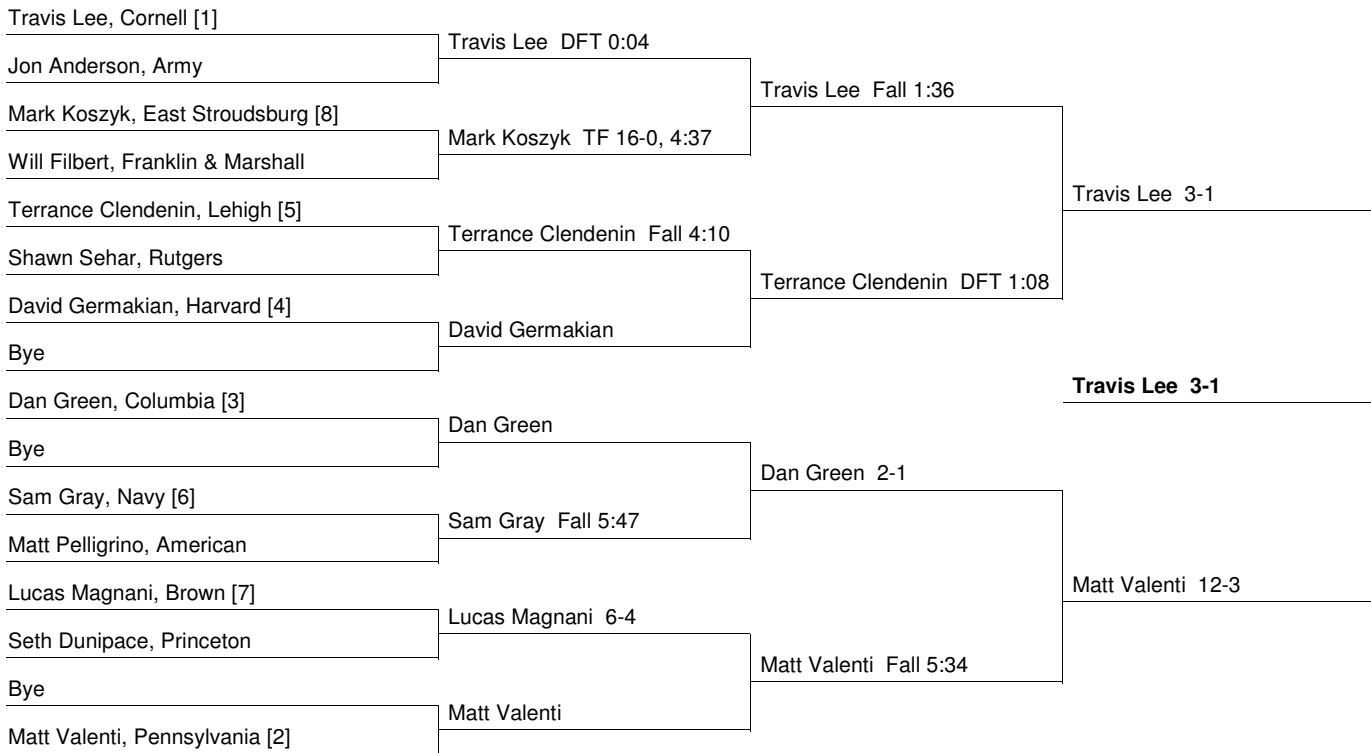 Travis Lee, Cornell [1]
Jon Anderson, Army
Mark Koszyk, East Stroudsburg [8]
Will Filbert, Franklin & Marshall
Terrance Clendenin, Lehigh [5]
Shawn Sehar, Rutgers
David Germakian, Harvard [4]
Bye
Dan Green, Columbia [3]
Bye
Sam Gray, Navy [6]
Matt Pelligrino, American
Lucas Magnani, Brown [7]
Seth Dunipace, Princeton
Bye
Matt Valenti, Pennsylvania [2]
Travis Lee DFT 0:04
Mark Koszyk TF 16-0, 4:37
Terrance Clendenin Fall 4:10
David Germakian
Dan Green
Sam Gray Fall 5:47
Lucas Magnani 6-4
Matt Valenti
Travis Lee Fall 1:36
Terrance Clendenin DFT 1:08
Dan Green 2-1
Matt Valenti Fall 5:34
Travis Lee 3-1
Matt Valenti 12-3
Travis Lee 3-1